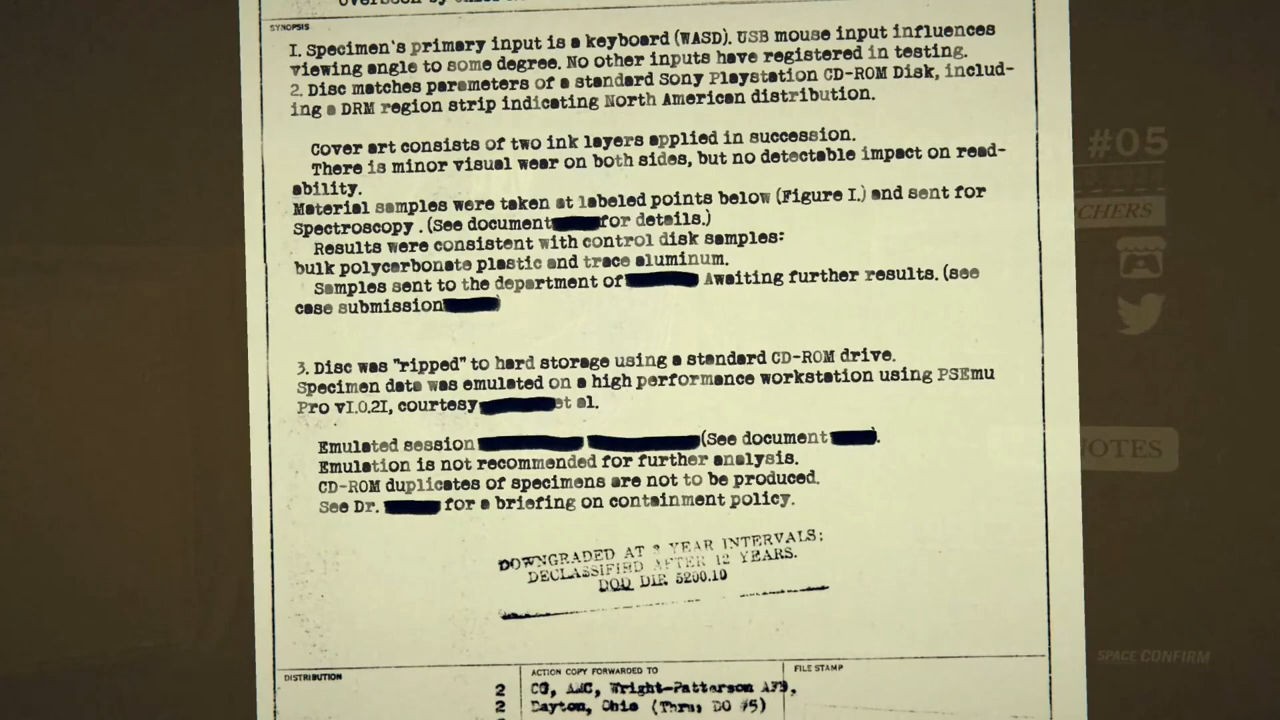 SYNOPSIS
1. Specimen's primary input is a keyboard (WASD). USB mouse input influences
viewing angle to some degree. No other inputs have registered in testing.
2. Disc matches parameters of a standard Sony Playstation CD-ROM Disk, includ-
ing a DRM region strip indicating North American distribution.
Cover art consists of two ink layers applied in succession.
There is minor visual wear on both sides, but no detectable impact on read-
ability.
Material samples were taken at labeled points below (Figure 1.) and sent for
Spectroscopy . (See document for details.)
Results were consistent with control disk samples:
bulk polycarbonate plastic and trace aluminum.
Samples sent to the department of Awaiting further results. (see
case submission )
3. Disc was "ripped" to hard storage using a standard CD-ROM drive.
Specimen data was emulated on a high performance workstation using PSEmu
Pro v1.0.21, courtesy et al.
Emulated session (See document ).
Emulation is not recommended for further analysis.
CD-ROM duplicates of specimens are not to be produced.
See Dr. for a briefing on containment policy.
DOWNGRADED AT 3 YEAR INTERVALS:
DECLASSIFIED AFTER 12 YEARS.
DOD DIR 5200.10
DISTRIBUTION
ACTION COPY FORWARDED TO
FILE STAMP
2 CG, AMC, Wright-Patterson AFB,
2 Dayton, Ohio (Thru: DO #5)
#05
CHERS
NOTES
SPACE CONFIRM